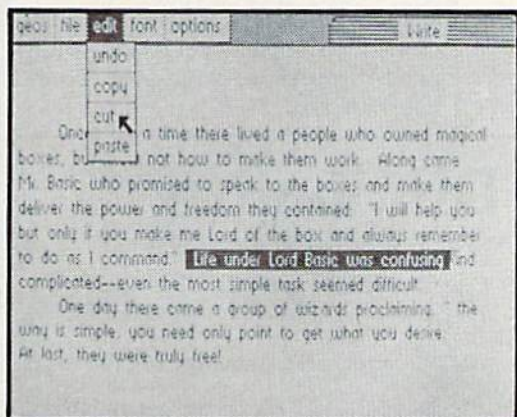 geos file edit font options Write
undo
copy
cut
paste
Once a time there lived a people who owned magical
boxes, but not how to make them work. Along came
Mr. Basic who promised to speak to the boxes and make them
deliver the power and freedom they contained. "I will help you
but only if you make me Lord of the box and always remember
to do as I command." Life under Lord Basic was confusing and
complicated--even the most simple task seemed difficult.
One day there came a group of wizards proclaiming, " the
way is simple, you need only point to get what you desire.
At last, they were truly free!